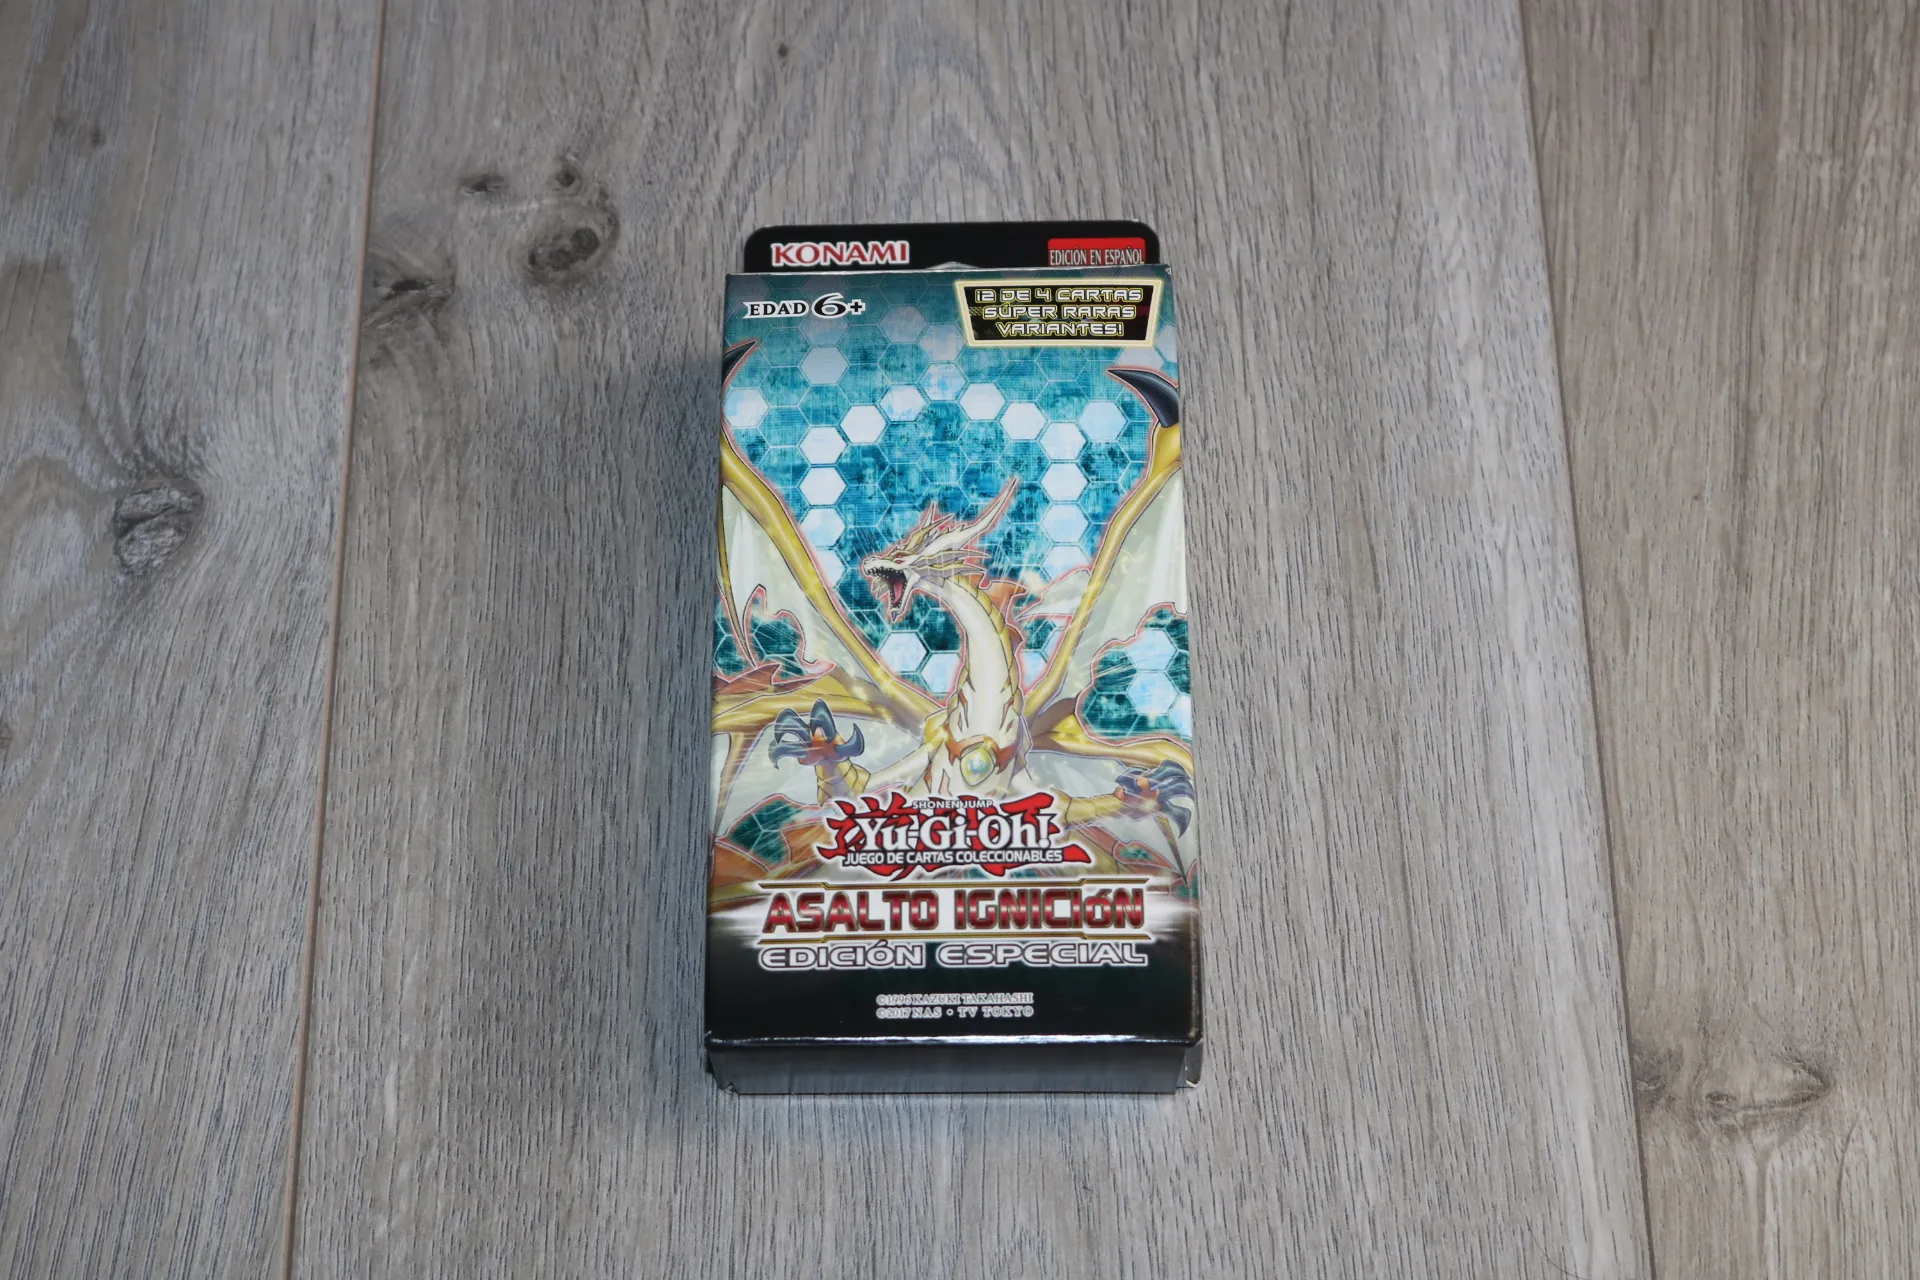 KONAMI
EDICIÓN EN ESPAÑOL
EDAD 6+
¡2 DE 4 CARTAS
SÚPER RARAS
VARIANTES!
SHONEN JUMP
Yu-Gi-Oh!
JUEGO DE CARTAS COLECCIONABLES
ASALTO IGNICIÓN
EDICIÓN ESPECIAL
©1996 KAZUKI TAKAHASHI
©2017 NAS • TV TOKYO